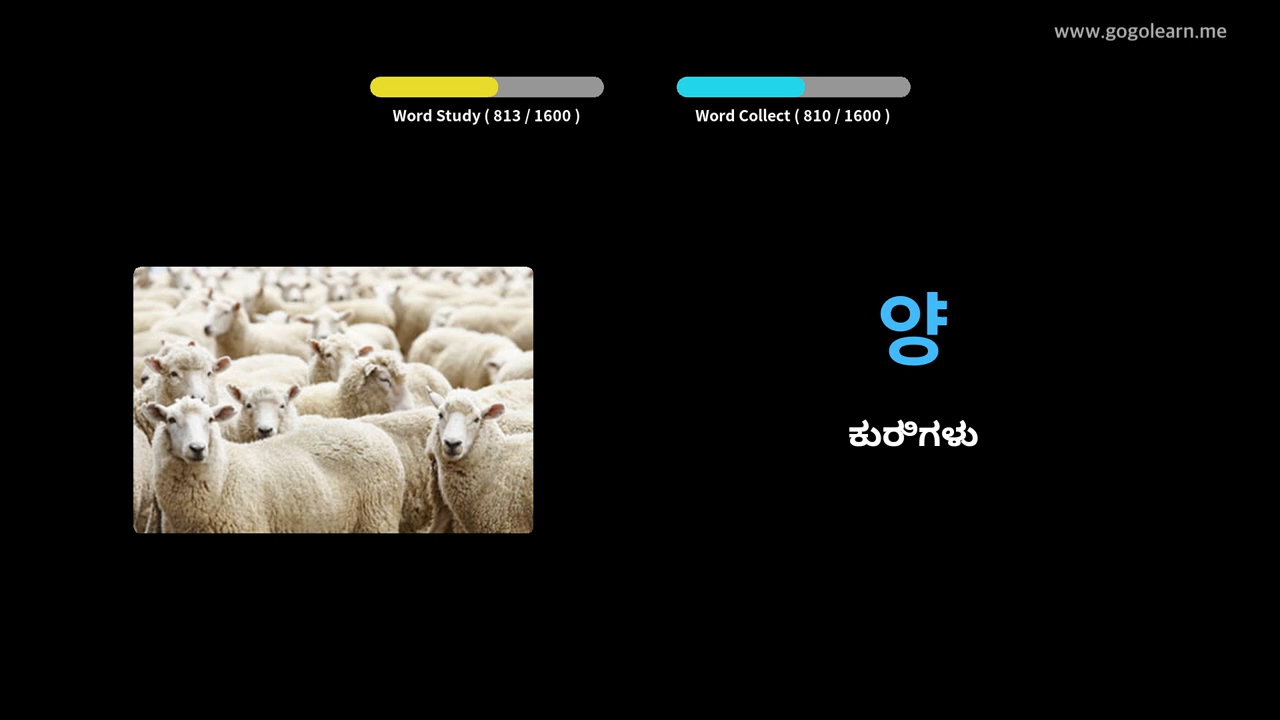 www.gogolearn.me
Word Study ( 813 / 1600 )
Word Collect ( 810 / 1600 )
양
ಕುರಿಗಳು